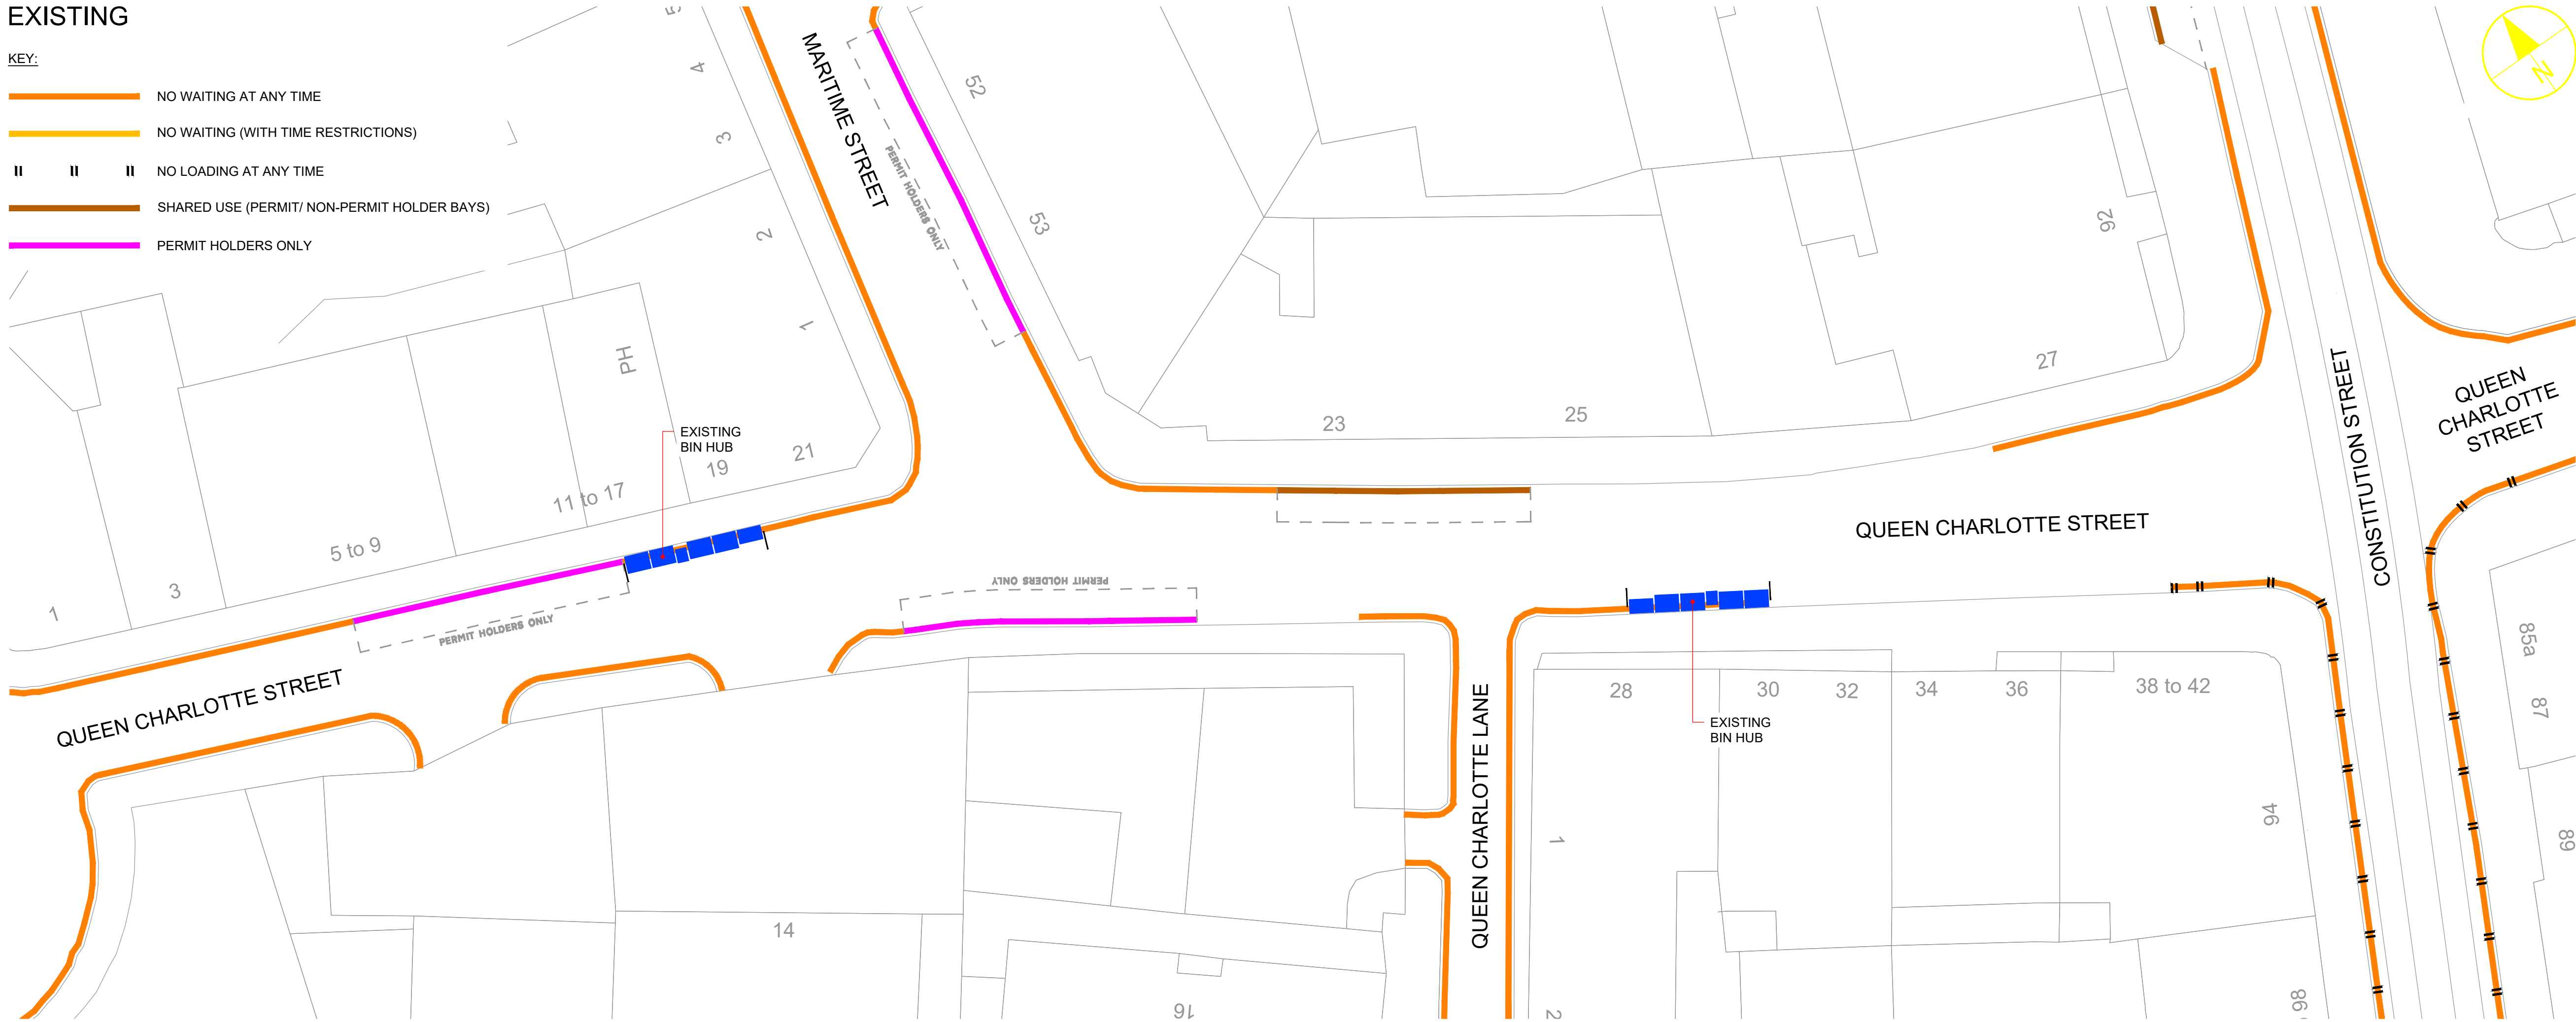 EXISTING
KEY:
NO WAITING AT ANY TIME
NO WAITING (WITH TIME RESTRICTIONS)
NO LOADING AT ANY TIME
SHARED USE (PERMIT/ NON-PERMIT HOLDER BAYS)
PERMIT HOLDERS ONLY
MARITIME STREET
PERMIT HOLDERS ONLY
N
5
4
3
2
1
52
53
92
27
23
25
PH
EXISTING
BIN HUB
21
19
11 to 17
5 to 9
3
1
PERMIT HOLDERS ONLY
QUEEN CHARLOTTE STREET
PERMIT HOLDERS ONLY
QUEEN CHARLOTTE STREET
CONSTITUTION STREET
QUEEN
CHARLOTTE
STREET
28
30
32
34
36
38 to 42
EXISTING
BIN HUB
QUEEN CHARLOTTE LANE
1
2
14
16
94
98
85a
87
89